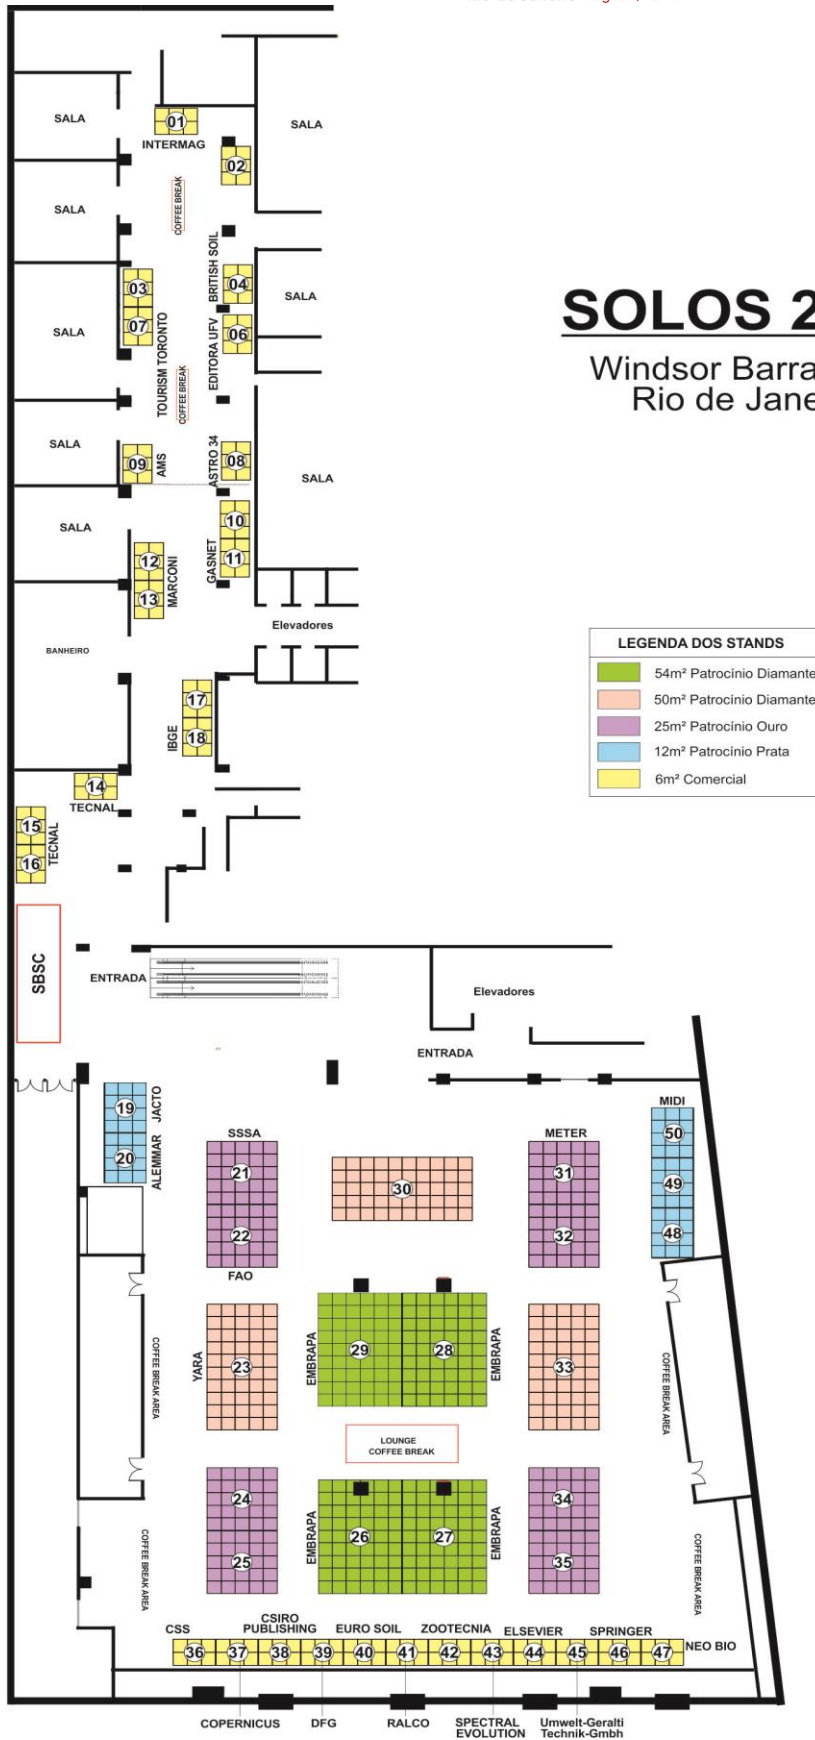 SALA
01
INTERMAG
SALA
02
COFFEE BREAK
SALA
BRITISH SOIL
04
03
SALA
07
TOURISM TORONTO
EDITORA UFV
06
SALA
COFFEE BREAK
SALA
09
AMS
ASTRO 34
08
SALA
SALA
10
11
GASNET
12
13
MARCONI
Elevadores
BANHEIRO
17
18
IBGE
14
TECNAL
15
16
TECNAL
SBSC
ENTRADA
Elevadores
ENTRADA
SOLOS 2
Windsor Barra
Rio de Jane
LEGENDA DOS STANDS
54m² Patrocínio Diamante
50m² Patrocínio Diamante
25m² Patrocínio Ouro
12m² Patrocínio Prata
6m² Comercial
19
JACTO
20
ALEMMAR
SSSA
21
22
FAO
30
METER
31
32
MIDI
50
49
48
YARA
23
EMBRAPA
29
28
EMBRAPA
33
COFFEE BREAK AREA
COFFEE BREAK AREA
LOUNGE
COFFEE BREAK
24
25
EMBRAPA
26
27
EMBRAPA
34
35
COFFEE BREAK AREA
COFFEE BREAK AREA
CSS
CSIRO
PUBLISHING
EURO SOIL
ZOOTECNIA
ELSEVIER
SPRINGER
NEO BIO
36
37
38
39
40
41
42
43
44
45
46
47
COPERNICUS
DFG
RALCO
SPECTRAL
EVOLUTION
Umwelt-Geralti
Technik-Gmbh